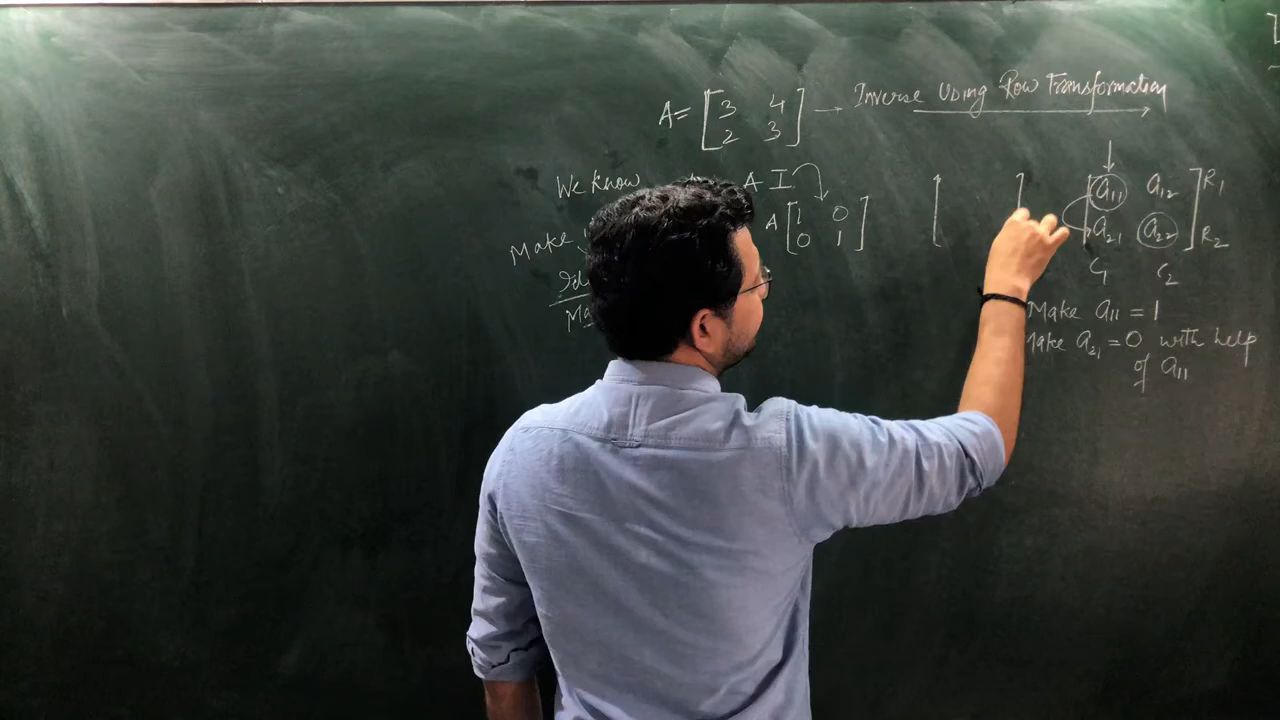 A= [3 4 → Inverse Using Row Transformation
2 3]
We know A I
A [1 0
0 1]
[ ]
[a11 a12] R1
a21 a22 R2
C1 C2
Make
Make a11 = 1
Make a21 = 0 with help
of a11